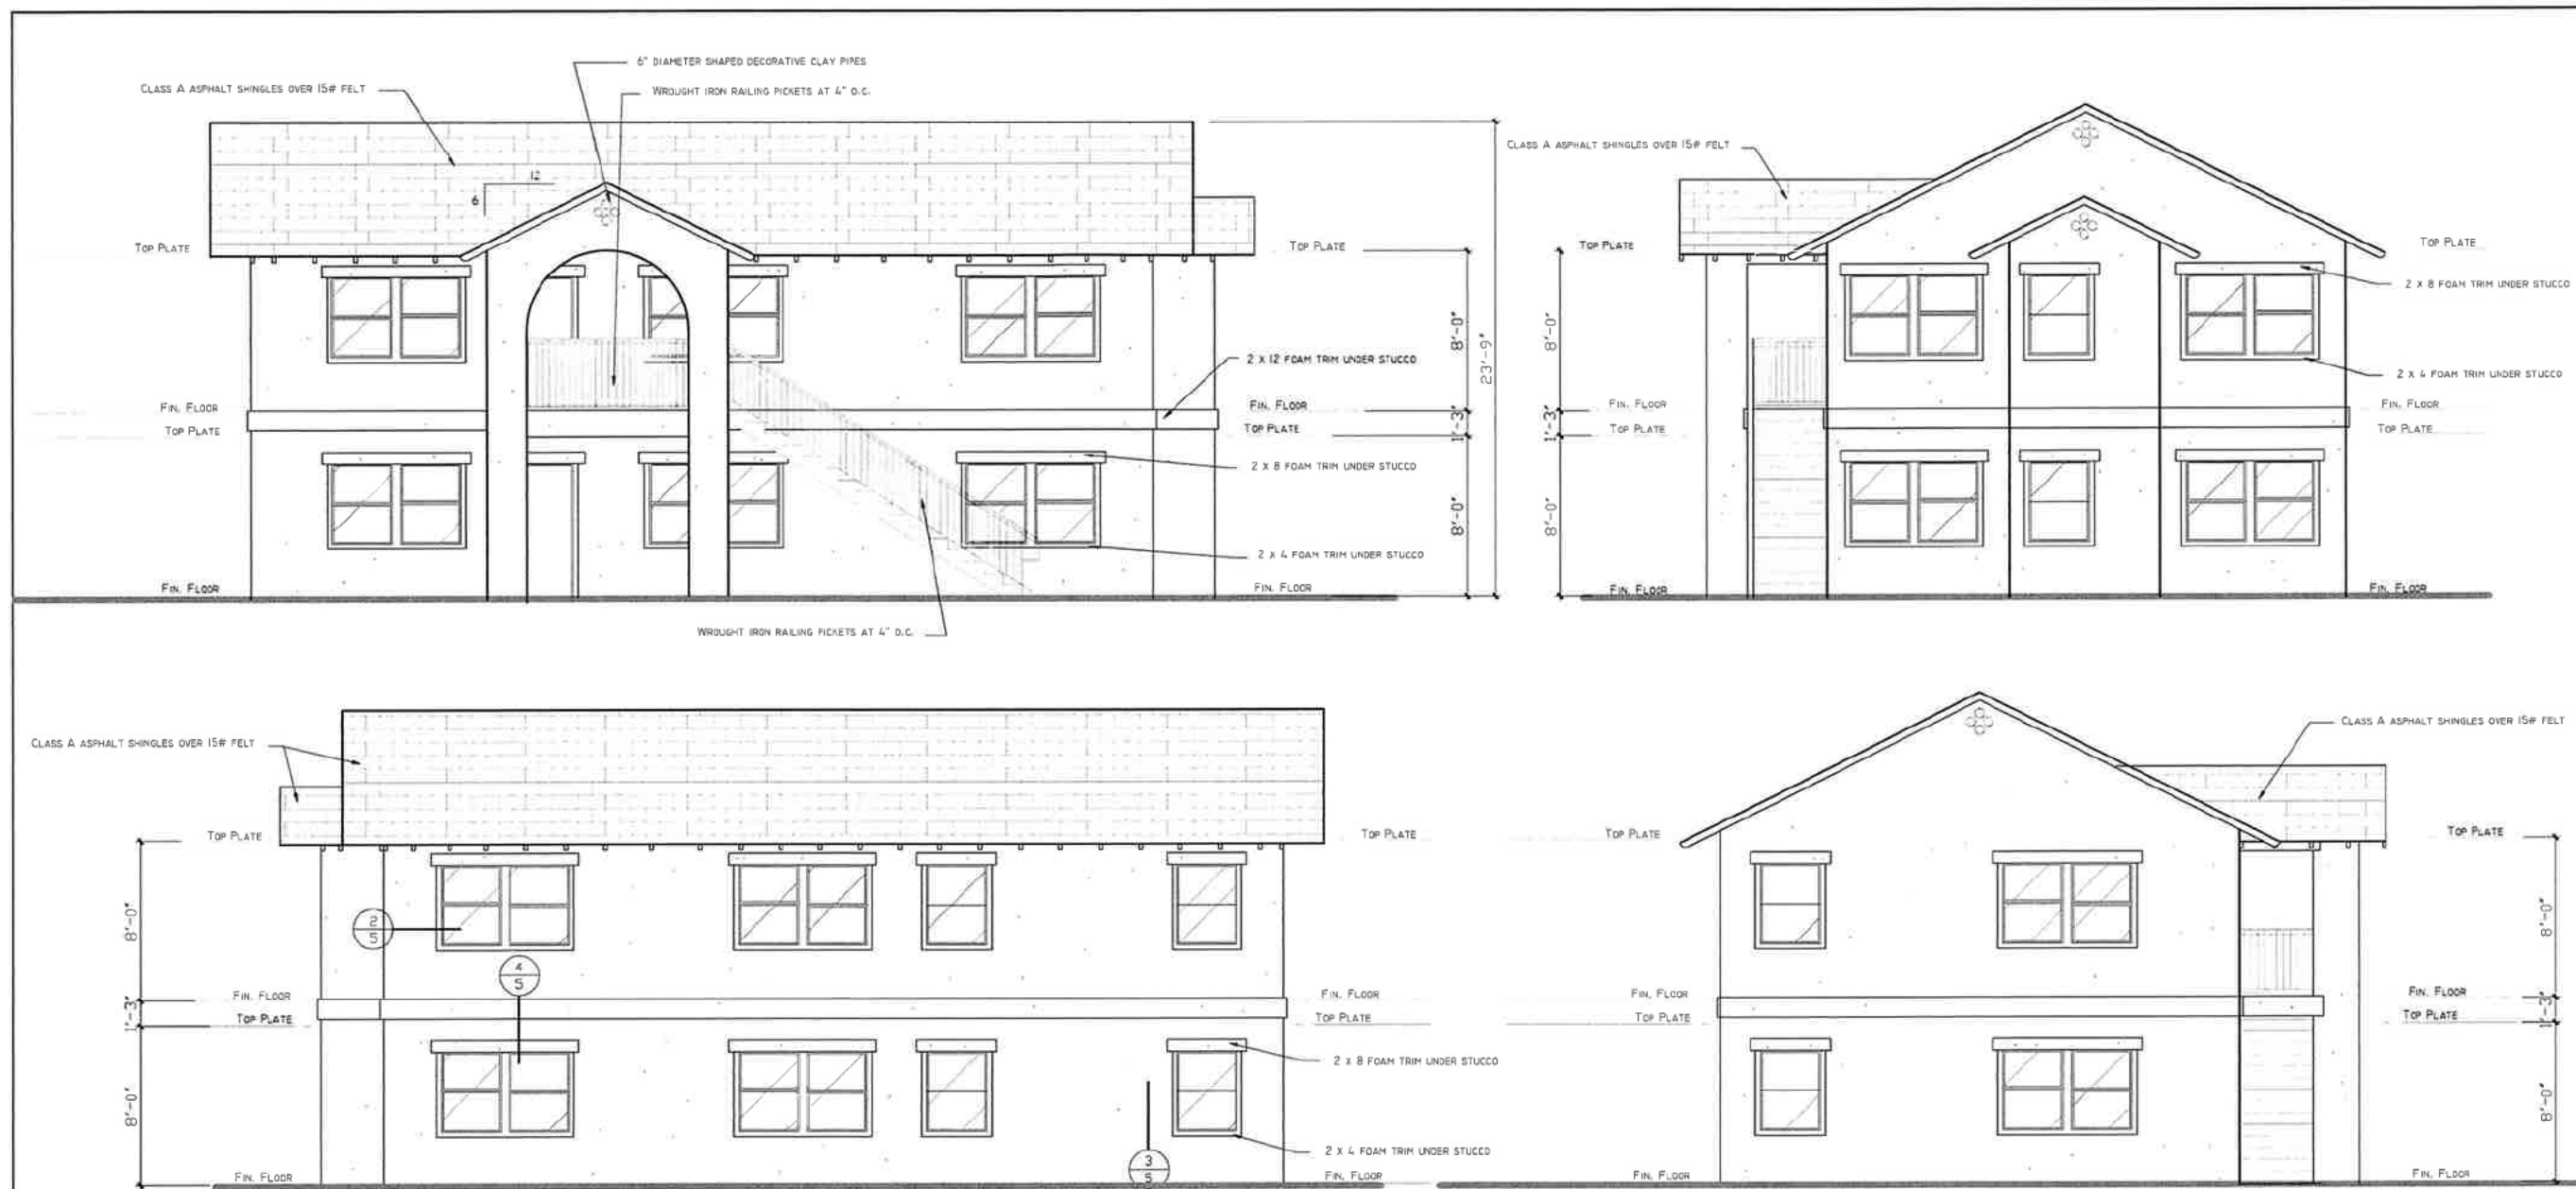 6" DIAMETER SHAPED DECORATIVE CLAY PIPES
CLASS A ASPHALT SHINGLES OVER 15# FELT
WROUGHT IRON RAILING PICKETS AT 4" O.C.
12
6
TOP PLATE
TOP PLATE
8'-0"
23'-9"
2 X 12 FOAM TRIM UNDER STUCCO
FIN. FLOOR
FIN. FLOOR
1'-3"
TOP PLATE
TOP PLATE
2 X 8 FOAM TRIM UNDER STUCCO
8'-0"
2 X 4 FOAM TRIM UNDER STUCCO
FIN. FLOOR
FIN. FLOOR
WROUGHT IRON RAILING PICKETS AT 4" O.C.
CLASS A ASPHALT SHINGLES OVER 15# FELT
TOP PLATE
TOP PLATE
2 X 8 FOAM TRIM UNDER STUCCO
8'-0"
2 X 4 FOAM TRIM UNDER STUCCO
FIN. FLOOR
FIN. FLOOR
1'-3"
TOP PLATE
TOP PLATE
8'-0"
FIN. FLOOR
FIN. FLOOR
CLASS A ASPHALT SHINGLES OVER 15# FELT
TOP PLATE
TOP PLATE
8'-0"
2
5
4
5
FIN. FLOOR
FIN. FLOOR
1'-3"
TOP PLATE
TOP PLATE
2 X 8 FOAM TRIM UNDER STUCCO
8'-0"
2 X 4 FOAM TRIM UNDER STUCCO
3
5
FIN. FLOOR
FIN. FLOOR
CLASS A ASPHALT SHINGLES OVER 15# FELT
TOP PLATE
TOP PLATE
8'-0"
FIN. FLOOR
FIN. FLOOR
1'-3"
TOP PLATE
TOP PLATE
8'-0"
FIN. FLOOR
FIN. FLOOR